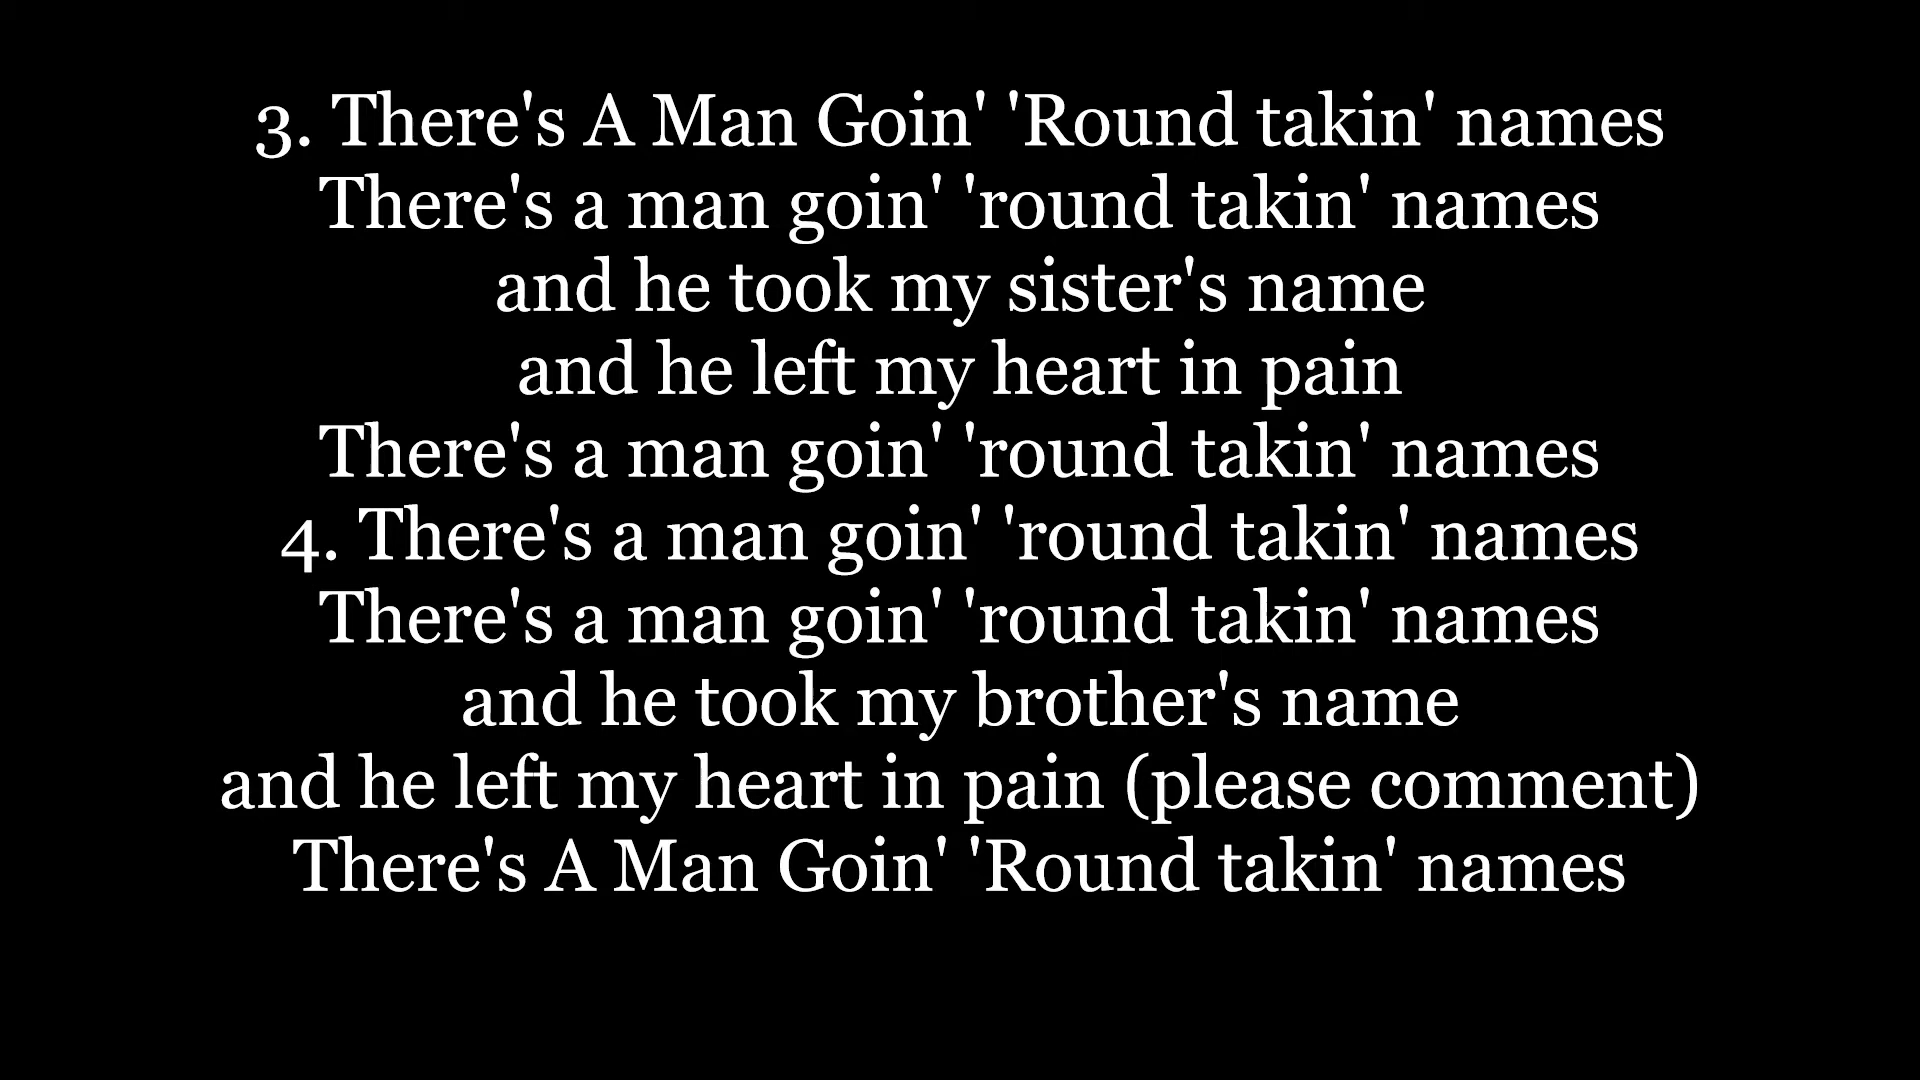 3. There's A Man Goin' 'Round takin' names
There's a man goin' 'round takin' names
and he took my sister's name
and he left my heart in pain
There's a man goin' 'round takin' names
4. There's a man goin' 'round takin' names
There's a man goin' 'round takin' names
and he took my brother's name
and he left my heart in pain (please comment)
There's A Man Goin' 'Round takin' names